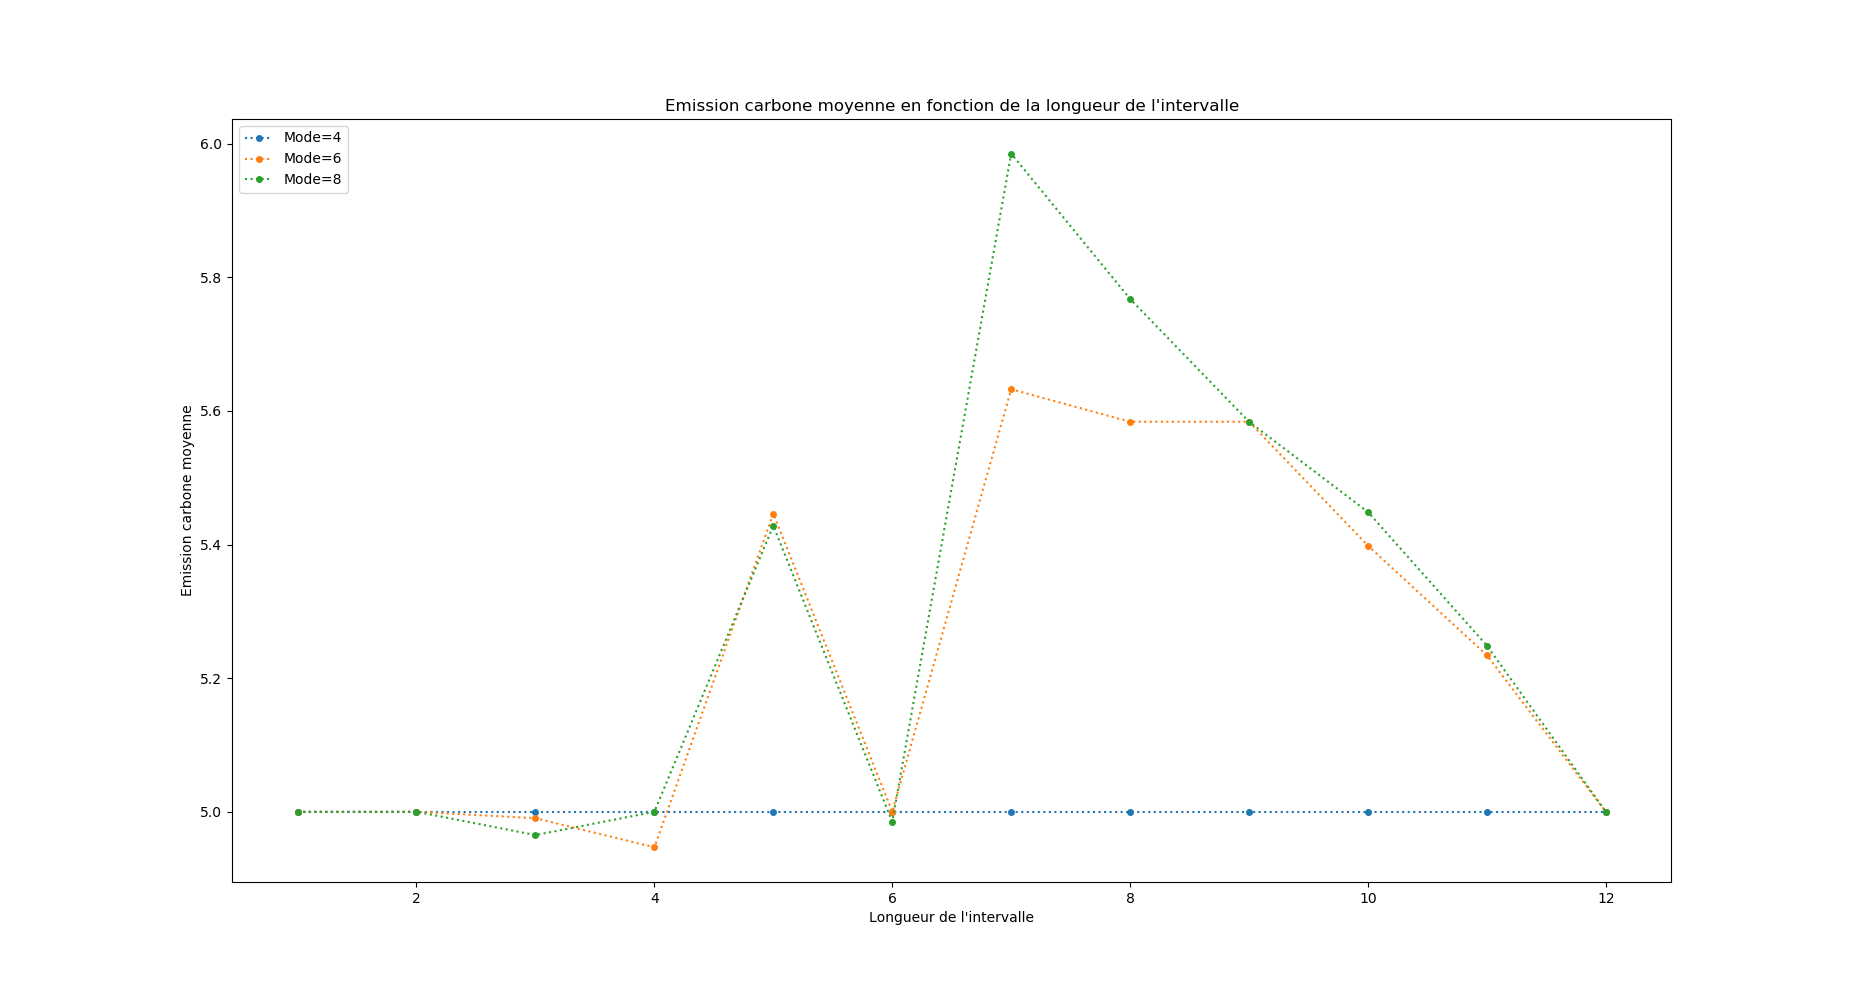 Emission carbone moyenne en fonction de la longueur de l'intervalle
Mode=4
Mode=6
Mode=8
6.0
5.8
5.6
5.4
5.2
5.0
Emission carbone moyenne
2 4 6 8 10 12
Longueur de l'intervalle